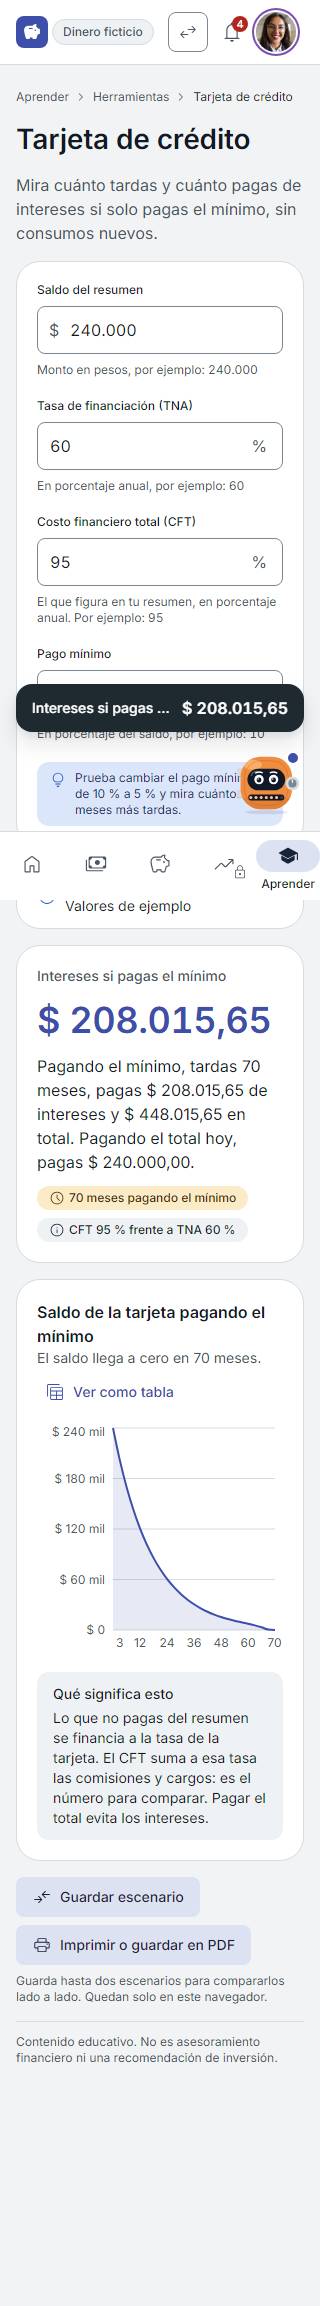 Dinero ficticio
4
Aprender > Herramientas > Tarjeta de crédito
Tarjeta de crédito
Mira cuánto tardas y cuánto pagas de
intereses si solo pagas el mínimo, sin
consumos nuevos.
Saldo del resumen
$ 240.000
Monto en pesos, por ejemplo: 240.000
Tasa de financiación (TNA)
60 %
En porcentaje anual, por ejemplo: 60
Costo financiero total (CFT)
95 %
El que figura en tu resumen, en porcentaje
anual. Por ejemplo: 95
Pago mínimo
Intereses si pagas ... $ 208.015,65
En porcentaje del saldo, por ejemplo: 10
Prueba cambiar el pago
de 10 % a 5 % y mira cuánto
meses más tardas.
Aprender
Valores de ejemplo
Intereses si pagas el mínimo
$ 208.015,65
Pagando el mínimo, tardas 70
meses, pagas $ 208.015,65 de
intereses y $ 448.015,65 en
total. Pagando el total hoy,
pagas $ 240.000,00.
70 meses pagando el mínimo
CFT 95 % frente a TNA 60 %
Saldo de la tarjeta pagando el
mínimo
El saldo llega a cero en 70 meses.
Ver como tabla
$ 240 mil
$ 180 mil
$ 120 mil
$ 60 mil
$ 0
3 12 24 36 48 60 70
Qué significa esto
Lo que no pagas del resumen
se financia a la tasa de la
tarjeta. El CFT suma a esa tasa
las comisiones y cargos: es el
número para comparar. Pagar el
total evita los intereses.
Guardar escenario
Imprimir o guardar en PDF
Guarda hasta dos escenarios para compararlos
lado a lado. Quedan solo en este navegador.
Contenido educativo. No es asesoramiento
financiero ni una recomendación de inversión.